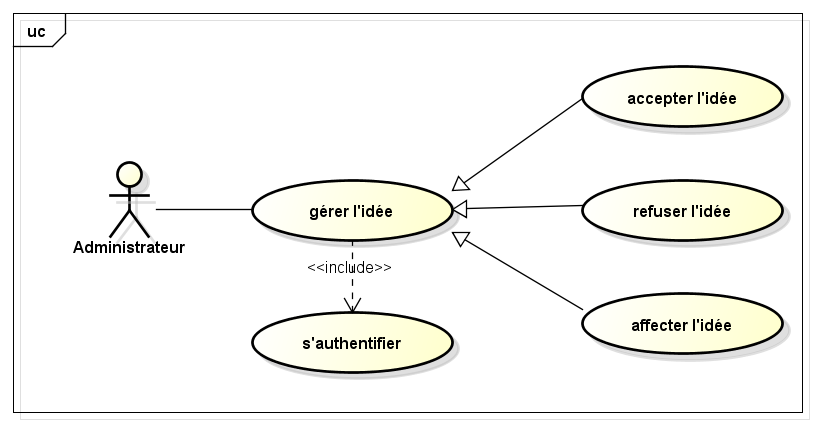 uc
accepter l'idée
gérer l'idée
refuser l'idée
Administrateur
<<include>>
affecter l'idée
s'authentifier